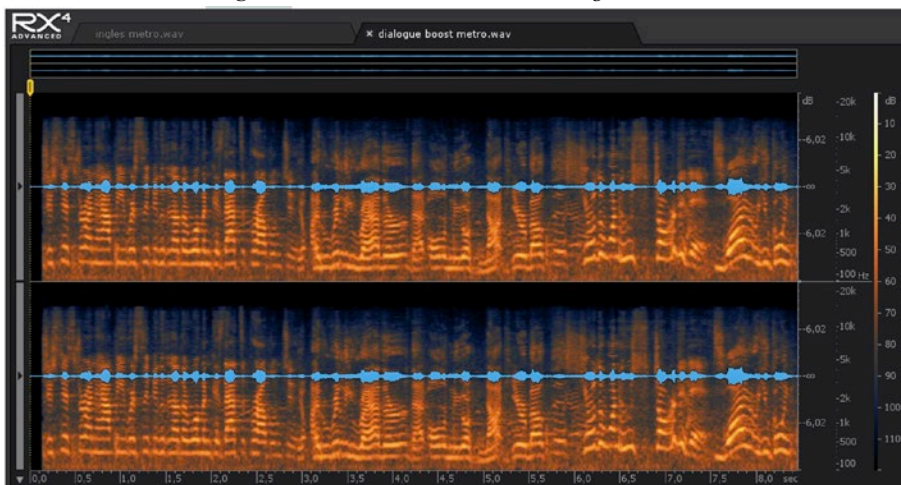 RX 4
ADVANCED
ingles metro.wav
× dialogue boost metro.wav
dB -20k dB
-10
-6,02 -10k
-20
-5k
-∞ -30
-2k
-40
-6,02 -1k
-500 -50
-100 Hz -60
-20k
-70
-6,02 -10k
-80
-5k
-∞ -90
-2k
-100
-6,02 -1k
-500 -110
-100
0,0 0,5 1,0 1,5 2,0 2,5 3,0 3,5 4,0 4,5 5,0 5,5 6,0 6,5 7,0 7,5 8,0 sec